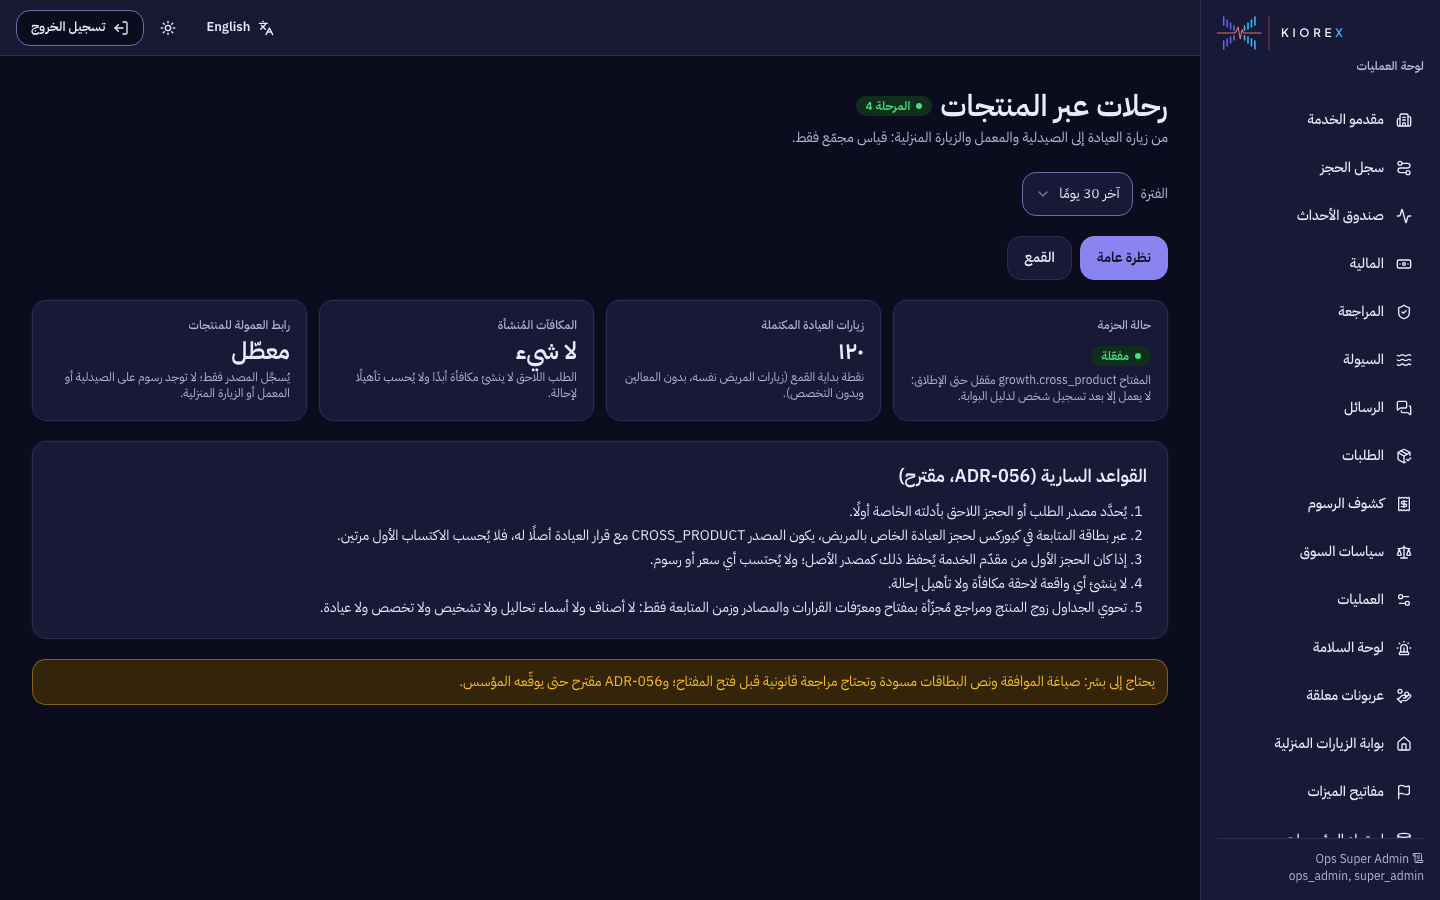 KIOREX
لوحة العمليات
مقدمو الخدمة
سجل الحجز
صندوق الأحداث
المالية
المراجعة
السيولة
الرسائل
الطلبات
كشوف الرسوم
سياسات السوق
العمليات
لوحة السلامة
عربونات معلقة
بوابة الزيارات المنزلية
مفاتيح الميزات
Ops Super Admin
ops_admin, super_admin
English
تسجيل الخروج
رحلات عبر المنتجات
المرحلة 4
من زيارة العيادة إلى الصيدلية والمعمل والزيارة المنزلية: قياس مجمّع فقط.
الفترة
آخر 30 يومًا
نظرة عامة
القمع
حالة الحزمة
مفعّلة
المفتاح growth.cross_product مقفل حتى الإطلاق:
لا يعمل إلا بعد تسجيل شخص لدليل البوابة.
زيارات العيادة المكتملة
١٢٠
نقطة بداية القمع (زيارات المريض نفسه، بدون المعالين
وبدون التخصص).
المكافآت المُنشأة
لا شيء
الطلب اللاحق لا ينشئ مكافأة أبدًا ولا يُحسب تأهيلًا
لإحالة.
رابط العمولة للمنتجات
معطّل
يُسجَّل المصدر فقط؛ لا توجد رسوم على الصيدلية أو
المعمل أو الزيارة المنزلية.
القواعد السارية (ADR-056، مقترح)
1. يُحدَّد مصدر الطلب أو الحجز اللاحق بأدلته الخاصة أولًا.
2. عبر بطاقة المتابعة في كيوركس لحجز العيادة الخاص بالمريض، يكون المصدر CROSS_PRODUCT مع قرار العيادة أصلًا له، فلا يُحسب الاكتساب الأول مرتين.
3. إذا كان الحجز الأول من مقدّم الخدمة يُحفظ ذلك كمصدر الأصل؛ ولا يُحتسب أي سعر أو رسوم.
4. لا ينشئ أي واقعة لاحقة مكافأة ولا تأهيل إحالة.
5. تحوي الجداول زوج المنتج ومراجع مُجزّأة بمفتاح ومعرّفات القرارات والمصادر وزمن المتابعة فقط: لا أصناف ولا أسماء تحاليل ولا تشخيص ولا تخصص ولا عيادة.
يحتاج إلى بشر: صياغة الموافقة ونص البطاقات مسودة وتحتاج مراجعة قانونية قبل فتح المفتاح؛ وADR-056 مقترح حتى يوقّعه المؤسس.